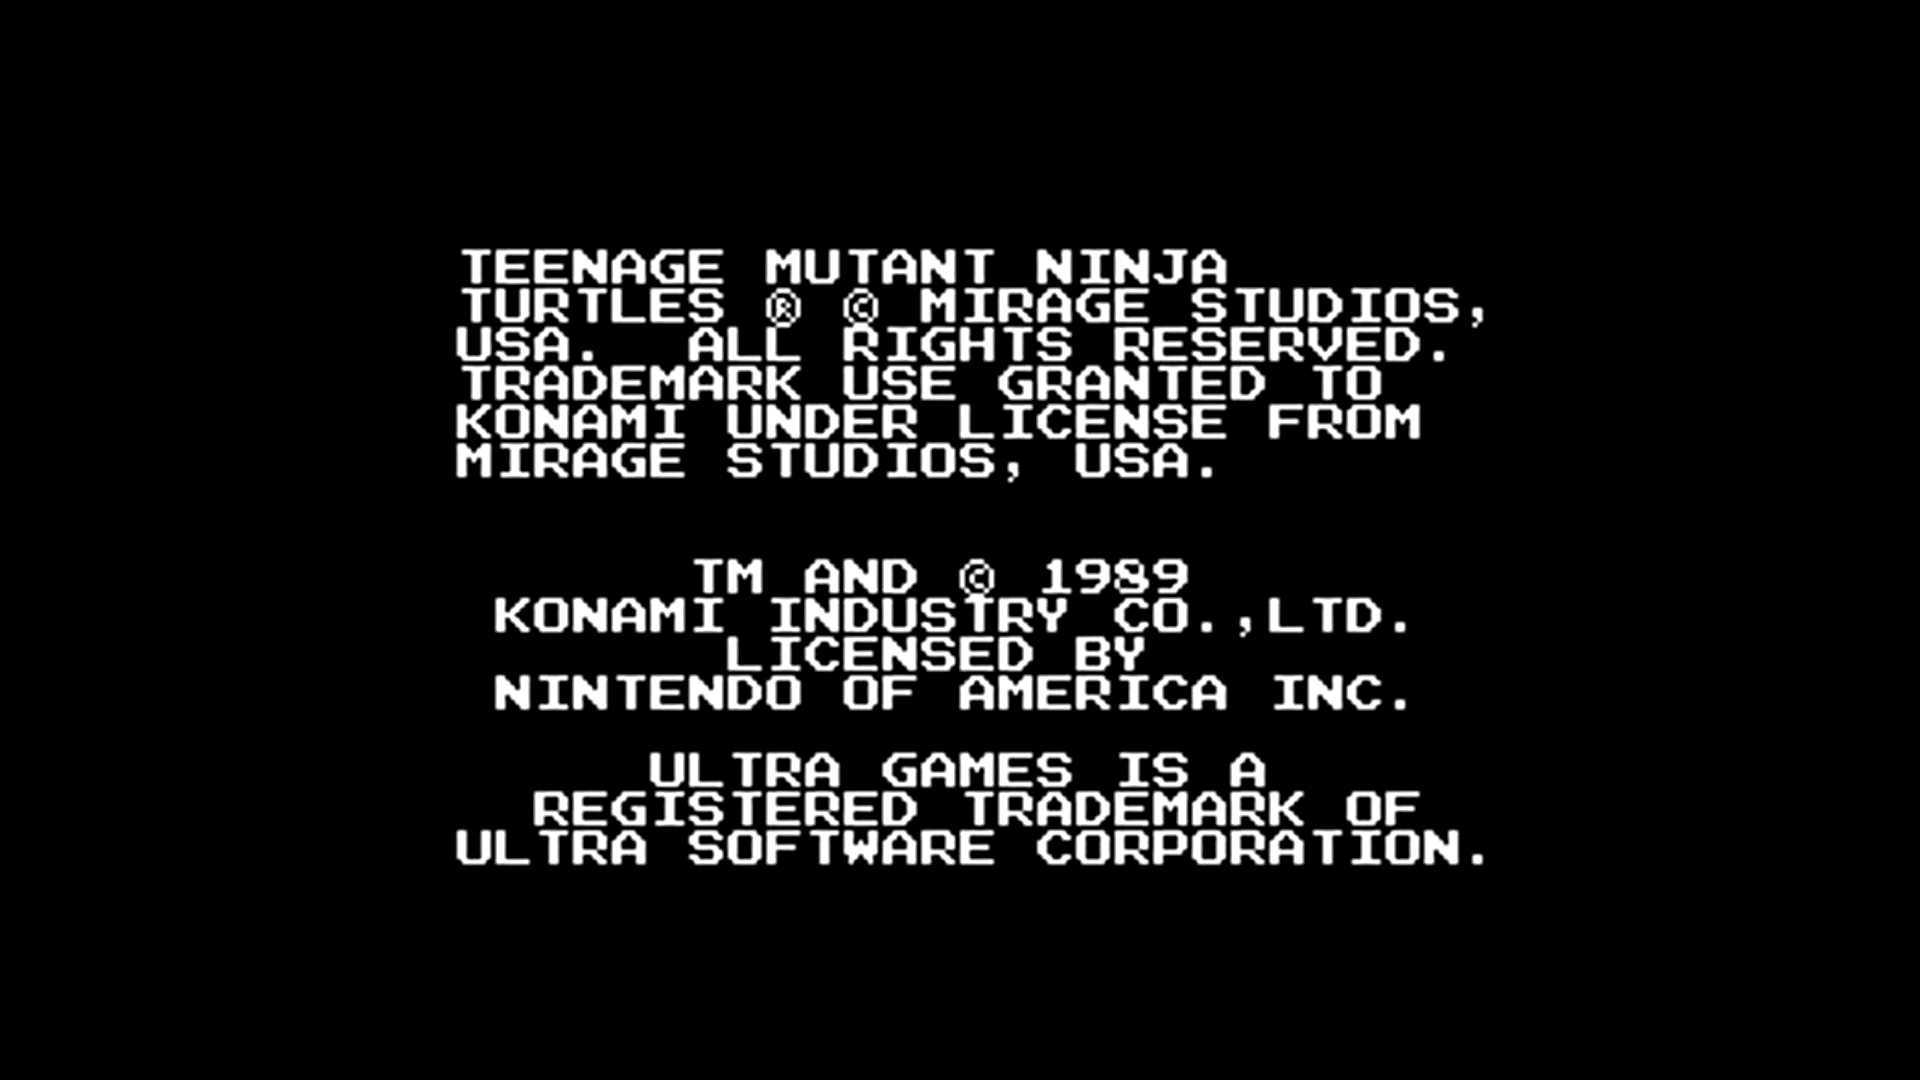 TEENAGE MUTANT NINJA
TURTLES ® © MIRAGE STUDIOS,
USA.  ALL RIGHTS RESERVED.
TRADEMARK USE GRANTED TO
KONAMI UNDER LICENSE FROM
MIRAGE STUDIOS, USA.
TM AND © 1989
KONAMI INDUSTRY CO.,LTD.
LICENSED BY
NINTENDO OF AMERICA INC.
ULTRA GAMES IS A
REGISTERED TRADEMARK OF
ULTRA SOFTWARE CORPORATION.